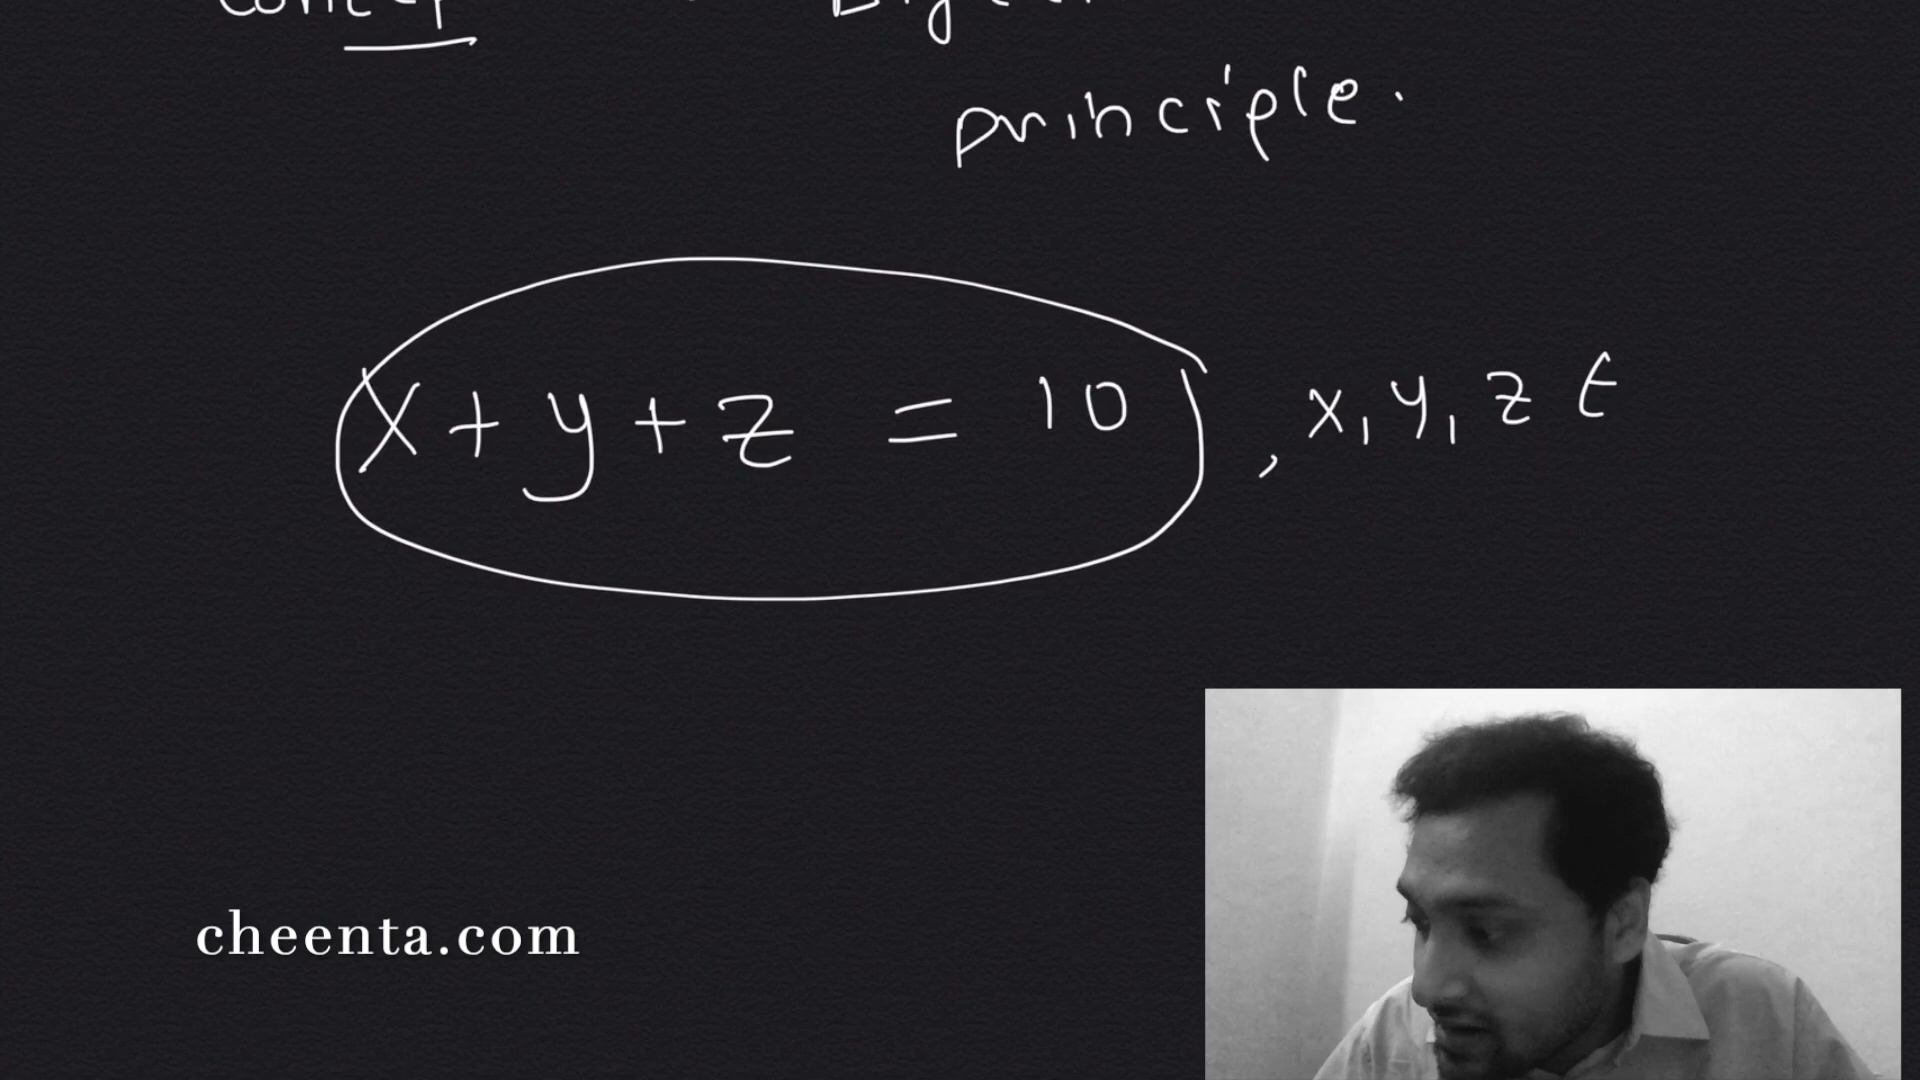 principle.
x + y + z = 10 , x, y, z ∈
cheenta.com